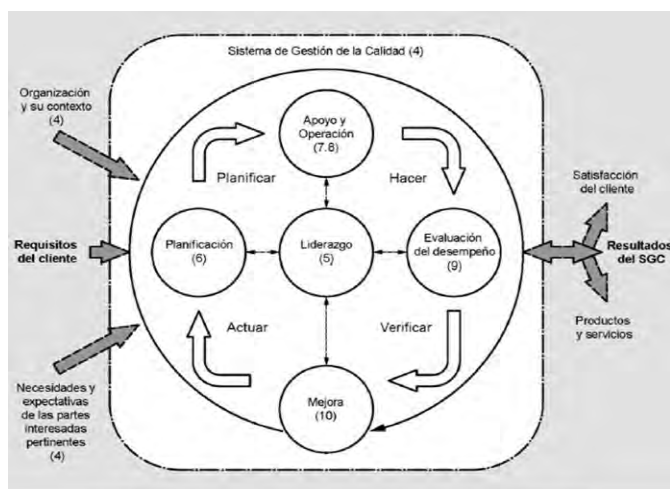 Sistema de Gestión de la Calidad (4)
Organización
y su contexto
(4)
Apoyo y
Operación
(7.8)
Planificar
Hacer
Satisfacción
del cliente
Requisitos
del cliente
Planificación
(6)
Liderazgo
(5)
Evaluación
del desempeño
(9)
Resultados
del SGC
Actuar
Verificar
Productos
y servicios
Mejora
(10)
Necesidades y
expectativas
de las partes
interesadas
pertinentes
(4)